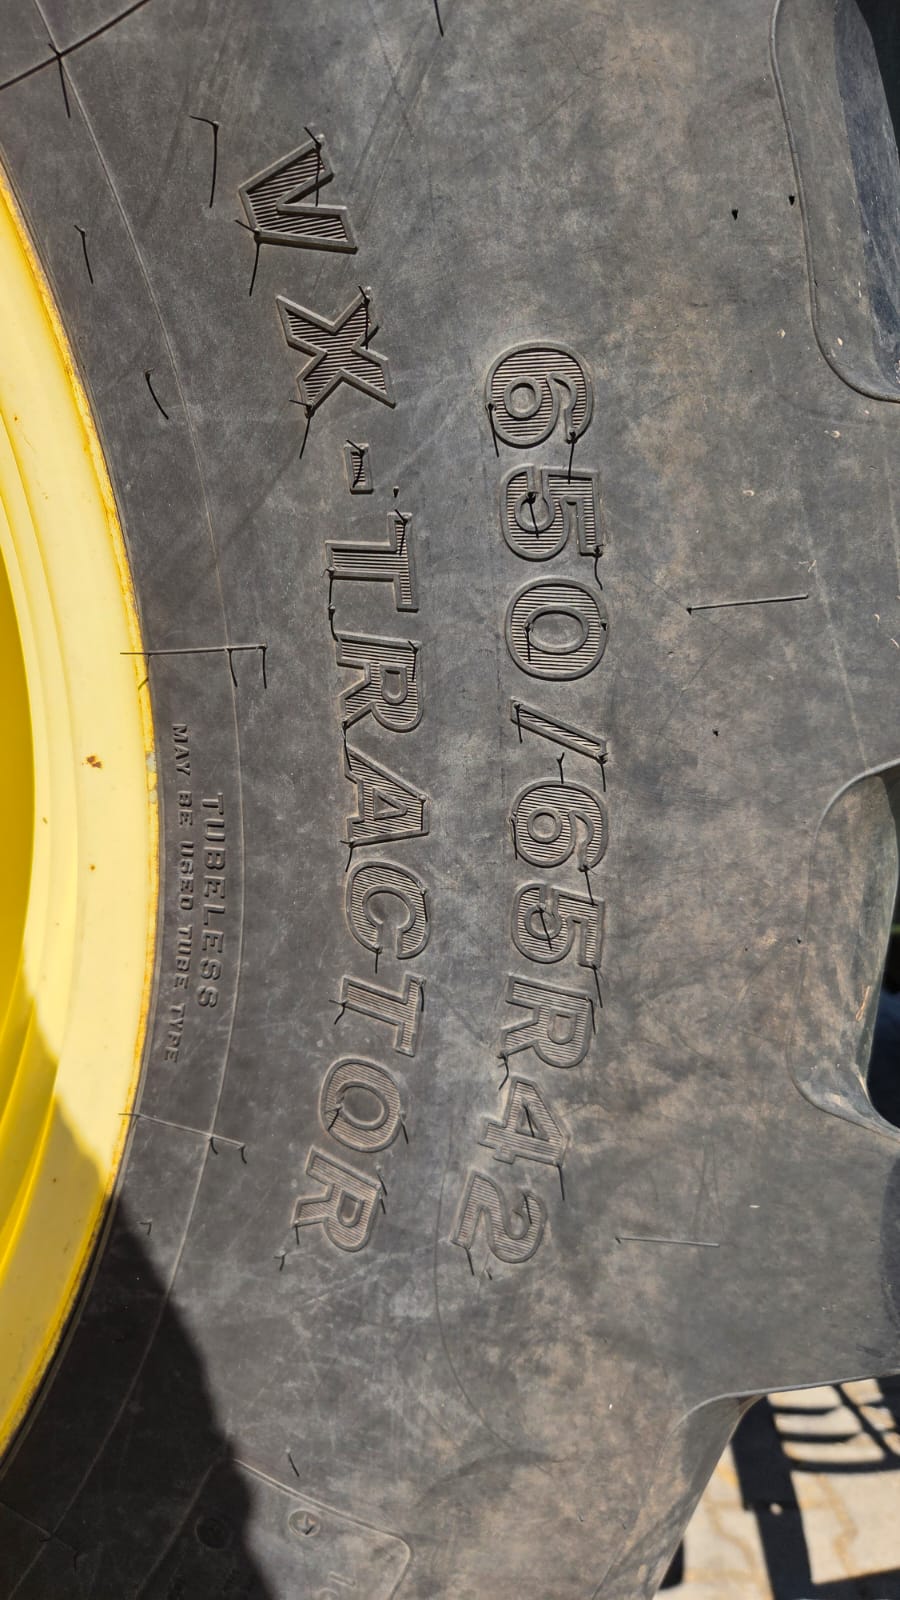 650/65R42
VX-TRACTOR
TUBELESS
MAY BE USED TUBE TYPE